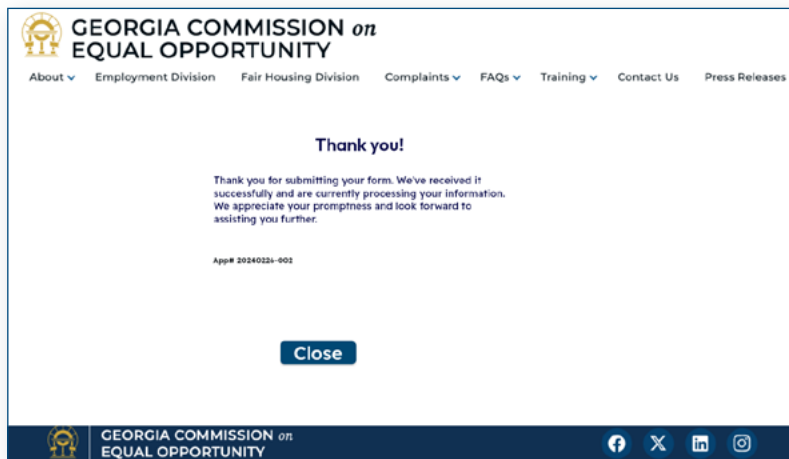 GEORGIA COMMISSION on
EQUAL OPPORTUNITY
About Employment Division Fair Housing Division Complaints FAQs Training Contact Us Press Releases
Thank you!
Thank you for submitting your form. We've received it
successfully and are currently processing your information.
We appreciate your promptness and look forward to
assisting you further.
App# 20240224-002
Close
GEORGIA COMMISSION on
EQUAL OPPORTUNITY